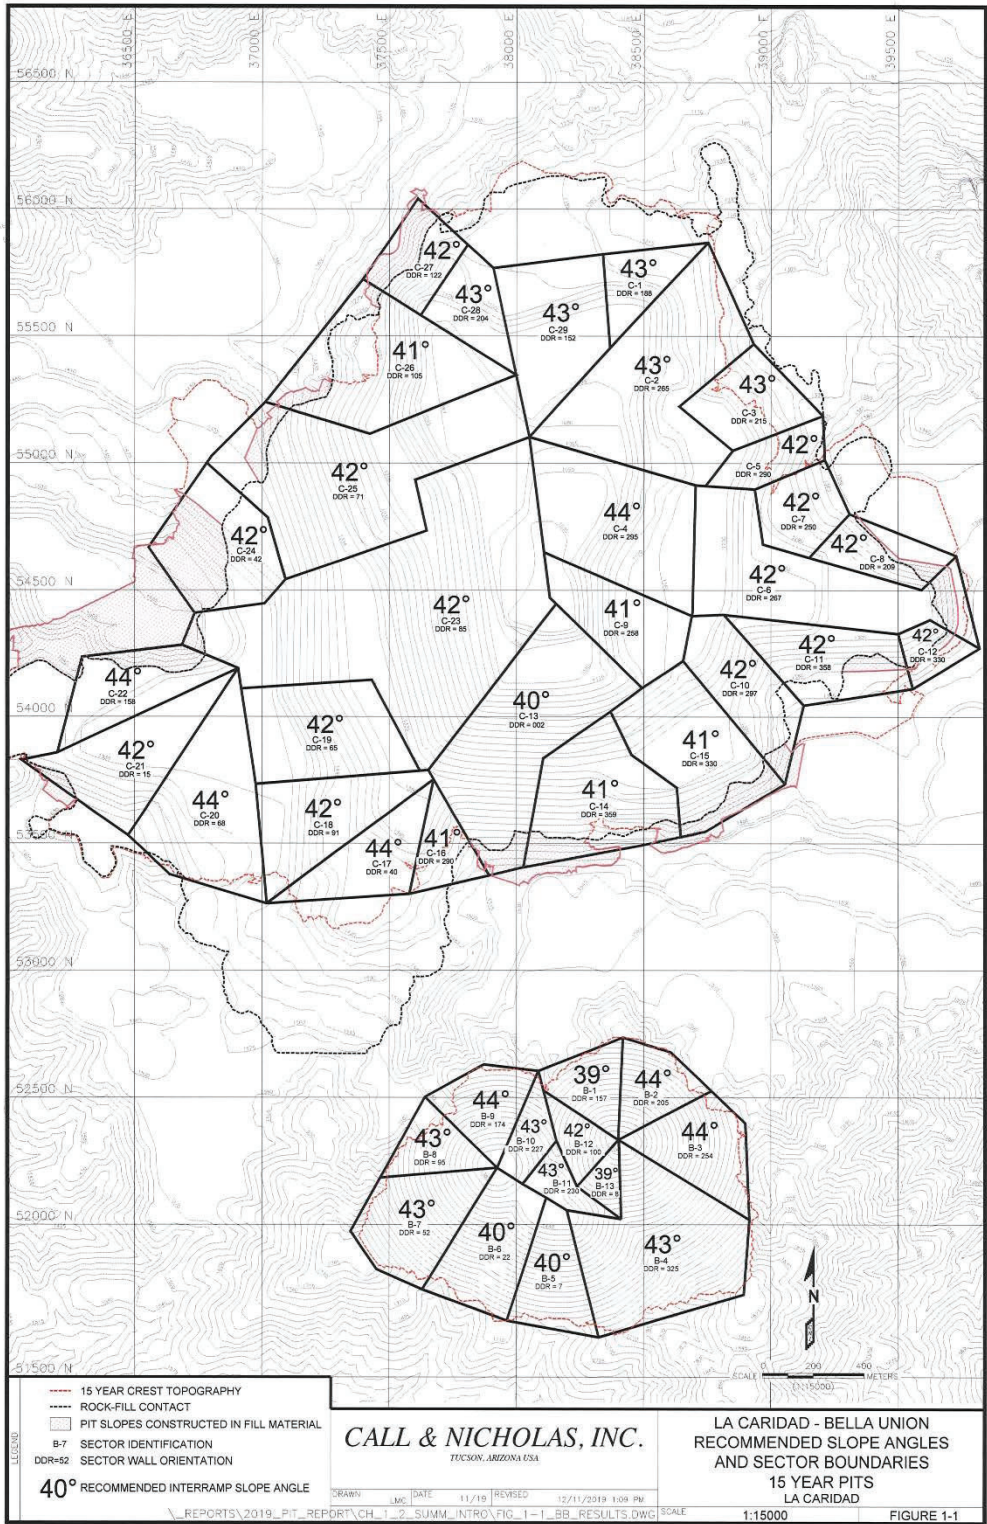 36500 E
37000 E
37500 E
38000 E
38500 E
39000 E
39500 E
56500 N
56000 N
55500 N
55000 N
54500 N
54000 N
53500 N
53000 N
52500 N
52000 N
51500 N
42°
C-27
DDR = 122
43°
C-28
DDR = 204
43°
C-1
DDR = 188
43°
C-29
DDR = 152
41°
C-26
DDR = 105
43°
C-2
DDR = 265
43°
C-3
DDR = 215
42°
C-5
DDR = 290
42°
C-25
DDR = 71
42°
C-24
DDR = 42
44°
C-4
DDR = 295
42°
C-7
DDR = 250
42°
C-8
DDR = 209
42°
C-6
DDR = 267
42°
C-23
DDR = 85
41°
C-9
DDR = 258
42°
C-12
DDR = 330
42°
C-11
DDR = 358
42°
C-10
DDR = 297
44°
C-22
DDR = 158
40°
C-13
DDR = 002
42°
C-19
DDR = 65
42°
C-21
DDR = 15
41°
C-15
DDR = 330
44°
C-20
DDR = 68
41°
C-14
DDR = 359
42°
C-18
DDR = 91
44°
C-17
DDR = 40
41°
C-16
DDR = 290
39°
B-1
DDR = 157
44°
B-2
DDR = 205
44°
B-9
DDR = 174
43°
B-10
DDR = 227
42°
B-12
DDR = 100
44°
B-3
DDR = 254
43°
B-8
DDR = 95
43°
B-11
DDR = 230
39°
B-13
DDR = 8
43°
B-7
DDR = 52
40°
B-6
DDR = 22
40°
B-5
DDR = 7
43°
B-4
DDR = 325
N
0 200 400
SCALE METERS
(1:15000)
LEGEND
15 YEAR CREST TOPOGRAPHY
ROCK-FILL CONTACT
PIT SLOPES CONSTRUCTED IN FILL MATERIAL
B-7 SECTOR IDENTIFICATION
DDR=52 SECTOR WALL ORIENTATION
40° RECOMMENDED INTERRAMP SLOPE ANGLE
CALL & NICHOLAS, INC.
TUCSON, ARIZONA USA
DRAWN LMC DATE 11/19 REVISED 12/11/2019 1:09 PM
\_REPORTS\2019_PIT_REPORT\CH_1_2_SUMM_INTRO\FIG_1-1_BB_RESULTS.DWG
LA CARIDAD - BELLA UNION
RECOMMENDED SLOPE ANGLES
AND SECTOR BOUNDARIES
15 YEAR PITS
LA CARIDAD
SCALE 1:15000 FIGURE 1-1